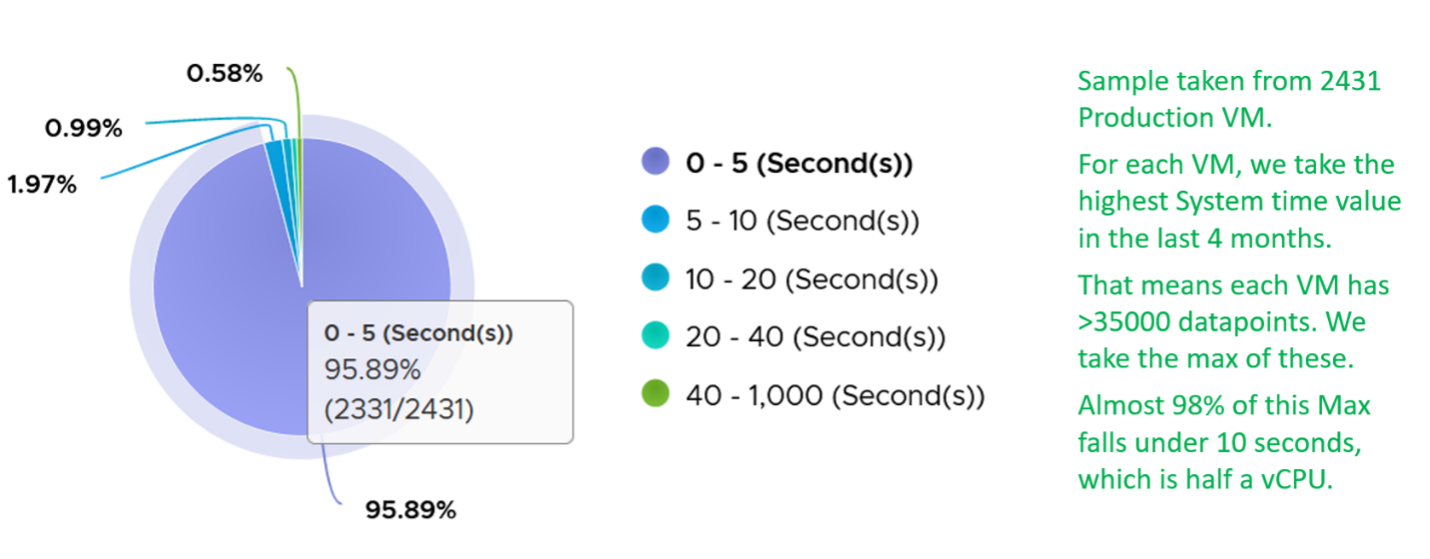 0.58%
0.99%
1.97%
0 - 5 (Second(s))
95.89%
(2331/2431)
95.89%
0 - 5 (Second(s))
5 - 10 (Second(s))
10 - 20 (Second(s))
20 - 40 (Second(s))
40 - 1,000 (Second(s))
Sample taken from 2431
Production VM.
For each VM, we take the
highest System time value
in the last 4 months.
That means each VM has
>35000 datapoints. We
take the max of these.
Almost 98% of this Max
falls under 10 seconds,
which is half a vCPU.